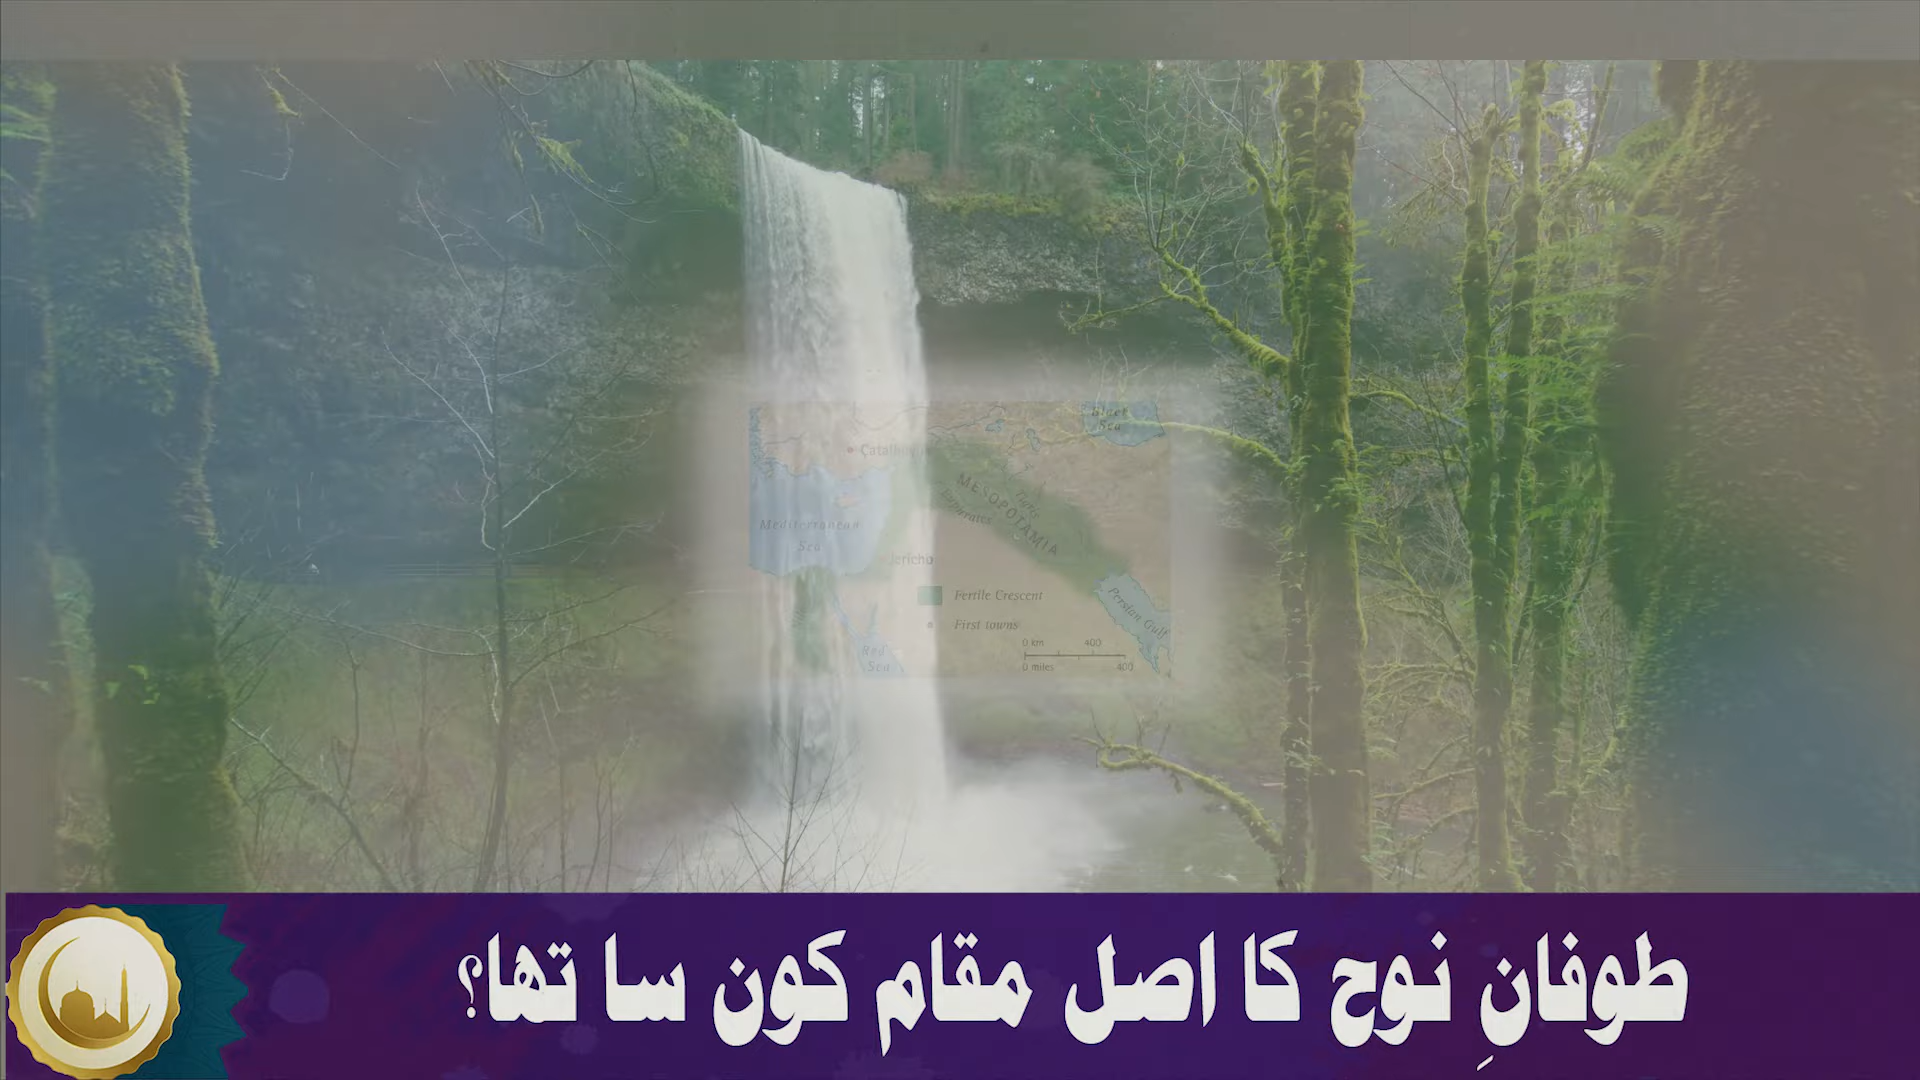 Black Sea
Mediterranean
Sea
MESOPOTAMIA
Tigris
Euphrates
Jericho
Fertile Crescent
First towns
Persian Gulf
Red
Sea
0 km 400
0 miles 400
طوفانِ نوح کا اصل مقام کون سا تھا؟